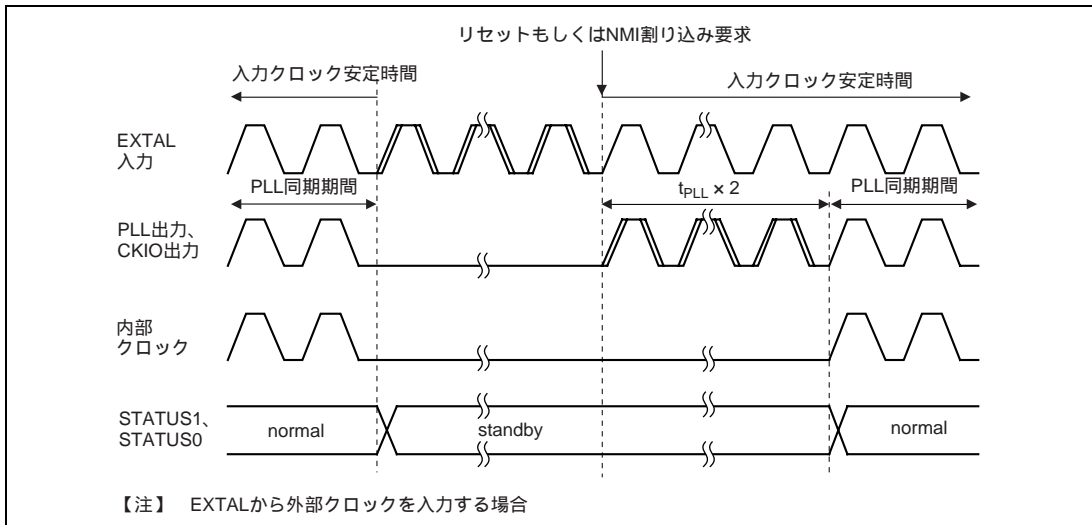 リセットもしくはNMI割り込み要求
入力クロック安定時間
入力クロック安定時間
EXTAL
入力
PLL同期期間
tPLL × 2
PLL同期期間
PLL出力、
CKIO出力
内部
クロック
STATUS1、
STATUS0
normal
standby
normal
【注】 EXTALから外部クロックを入力する場合